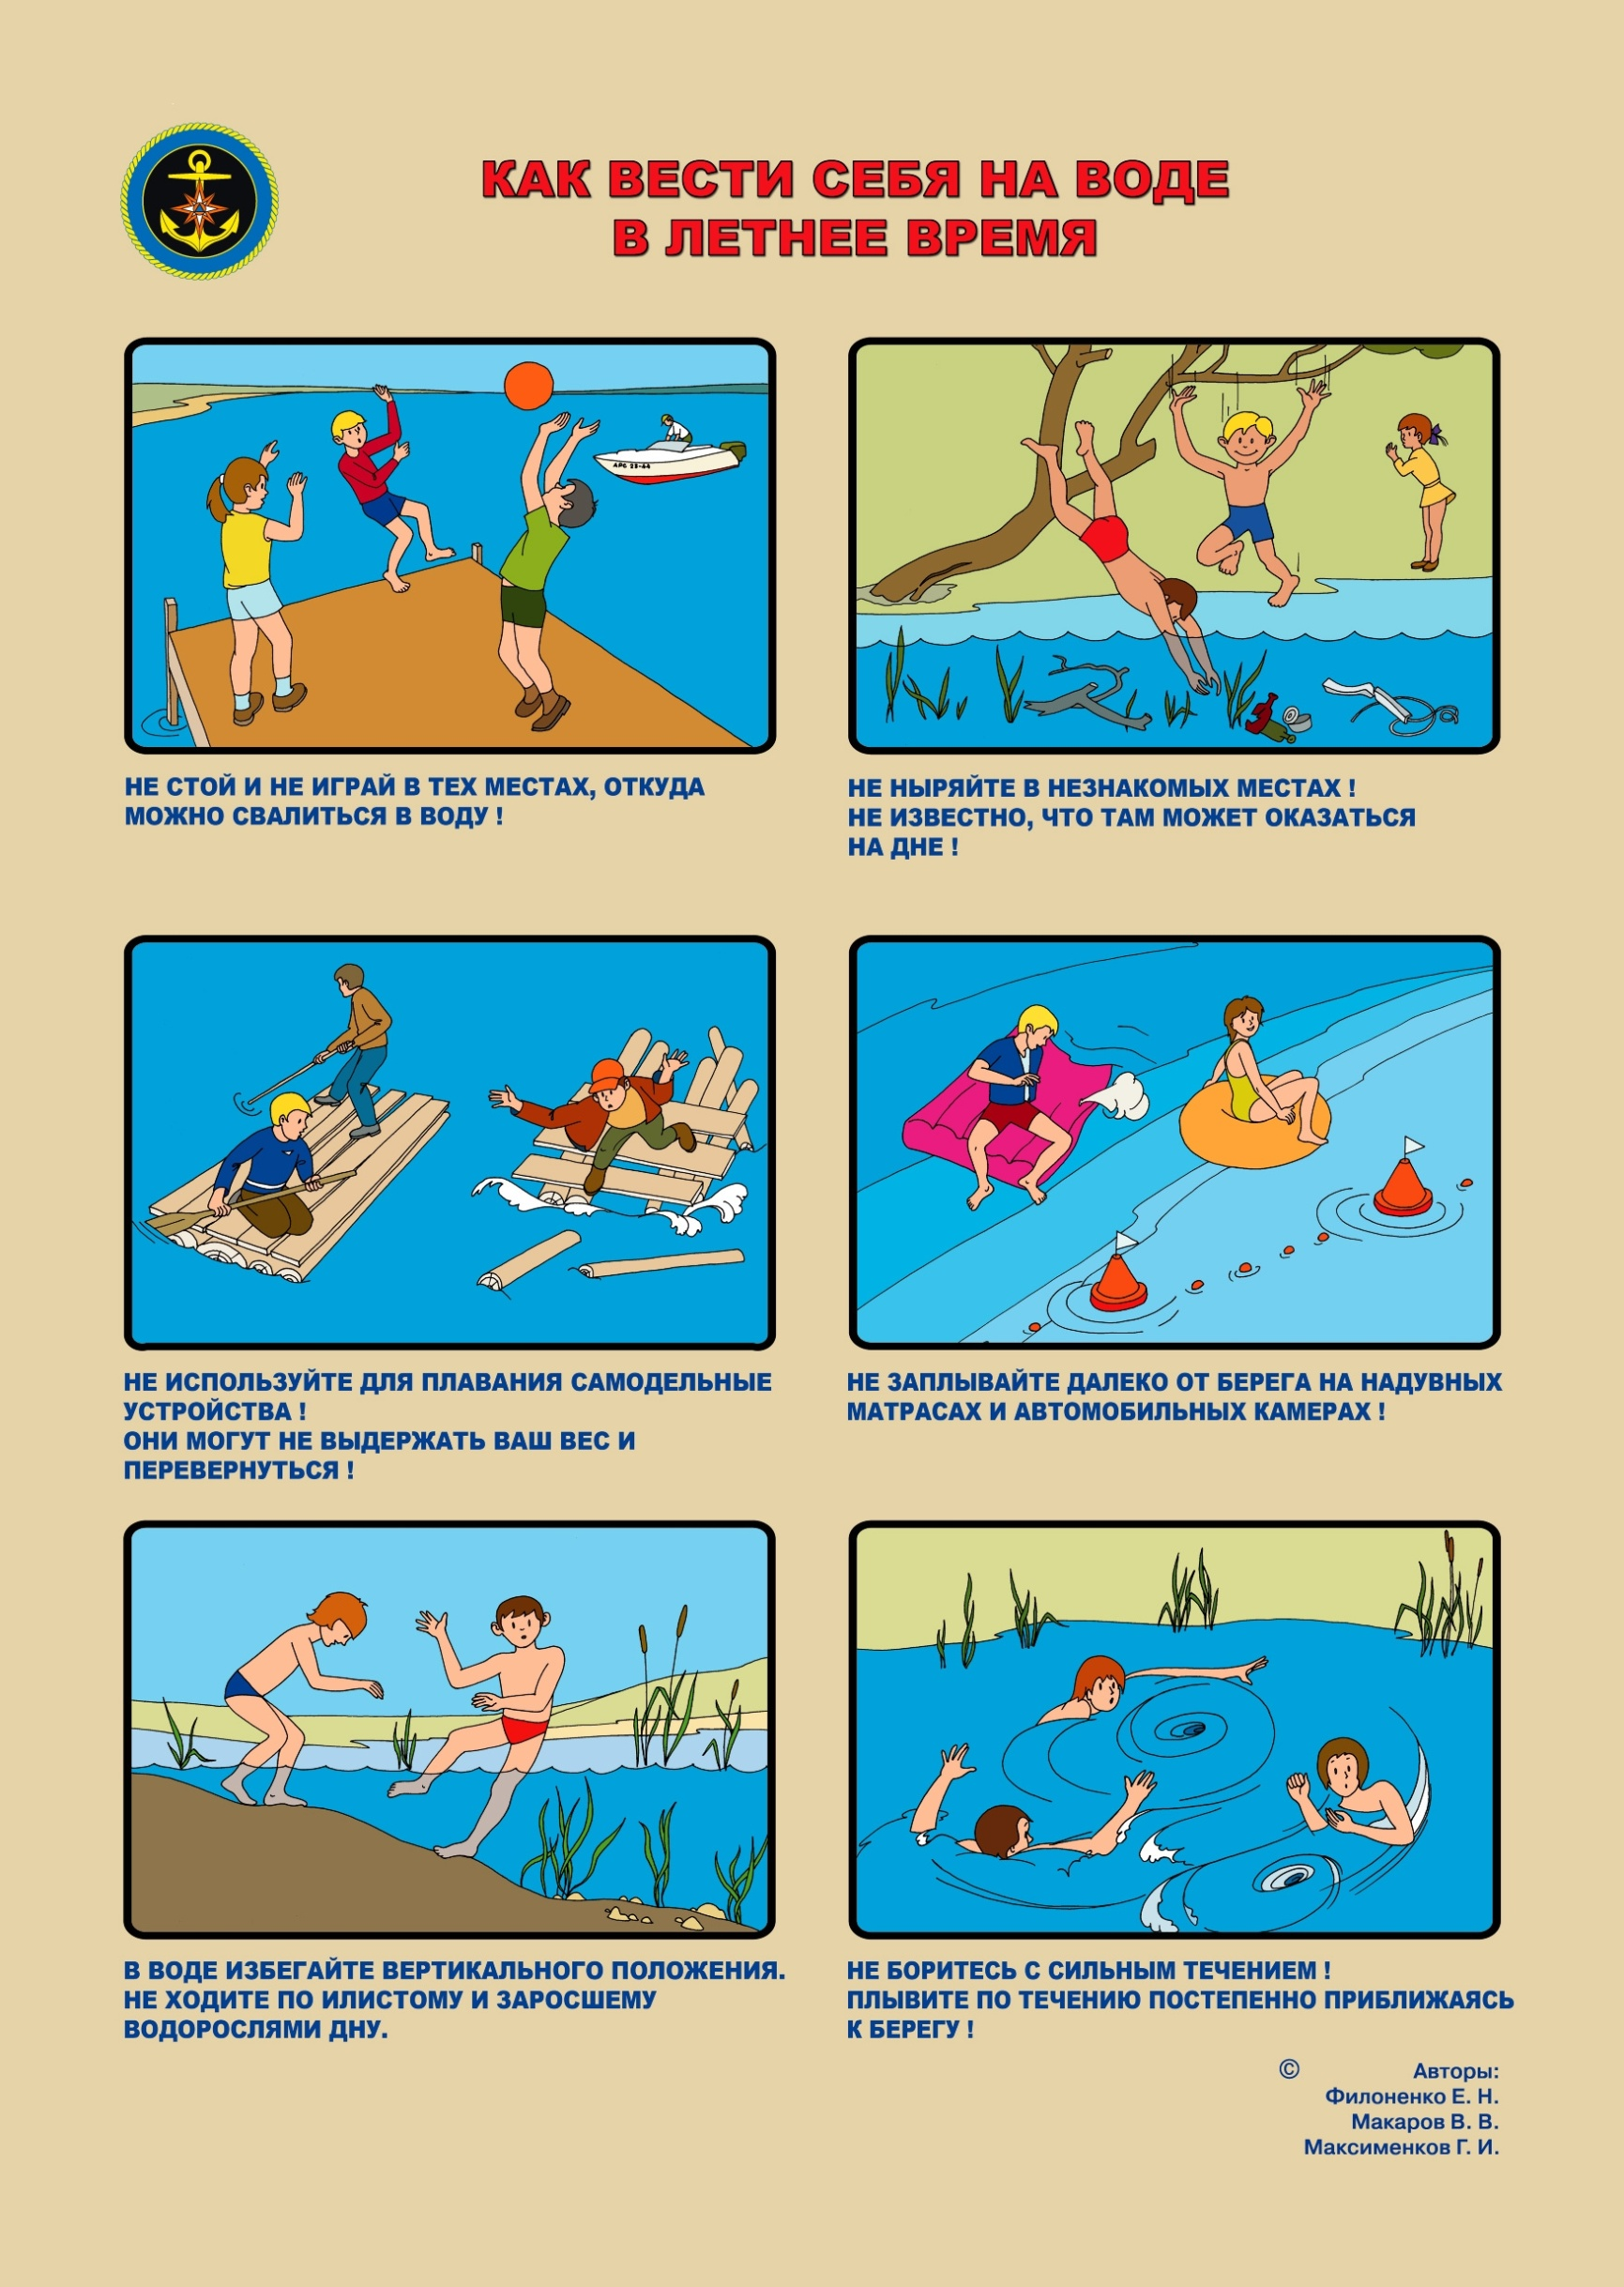 КАК ВЕСТИ СЕБЯ НА ВОДЕ
В ЛЕТНЕЕ ВРЕМЯ
АРС 28-64
НЕ СТОЙ И НЕ ИГРАЙ В ТЕХ МЕСТАХ, ОТКУДА
МОЖНО СВАЛИТЬСЯ В ВОДУ !
НЕ НЫРЯЙТЕ В НЕЗНАКОМЫХ МЕСТАХ !
НЕ ИЗВЕСТНО, ЧТО ТАМ МОЖЕТ ОКАЗАТЬСЯ
НА ДНЕ !
НЕ ИСПОЛЬЗУЙТЕ ДЛЯ ПЛАВАНИЯ САМОДЕЛЬНЫЕ
УСТРОЙСТВА !
ОНИ МОГУТ НЕ ВЫДЕРЖАТЬ ВАШ ВЕС И
ПЕРЕВЕРНУТЬСЯ !
НЕ ЗАПЛЫВАЙТЕ ДАЛЕКО ОТ БЕРЕГА НА НАДУВНЫХ
МАТРАСАХ И АВТОМОБИЛЬНЫХ КАМЕРАХ !
В ВОДЕ ИЗБЕГАЙТЕ ВЕРТИКАЛЬНОГО ПОЛОЖЕНИЯ.
НЕ ХОДИТЕ ПО ИЛИСТОМУ И ЗАРОСШЕМУ
ВОДОРОСЛЯМИ ДНУ.
НЕ БОРИТЕСЬ С СИЛЬНЫМ ТЕЧЕНИЕМ !
ПЛЫВИТЕ ПО ТЕЧЕНИЮ ПОСТЕПЕННО ПРИБЛИЖАЯСЬ
К БЕРЕГУ !
© Авторы:
Филоненко Е. Н.
Макаров В. В.
Максименков Г. И.